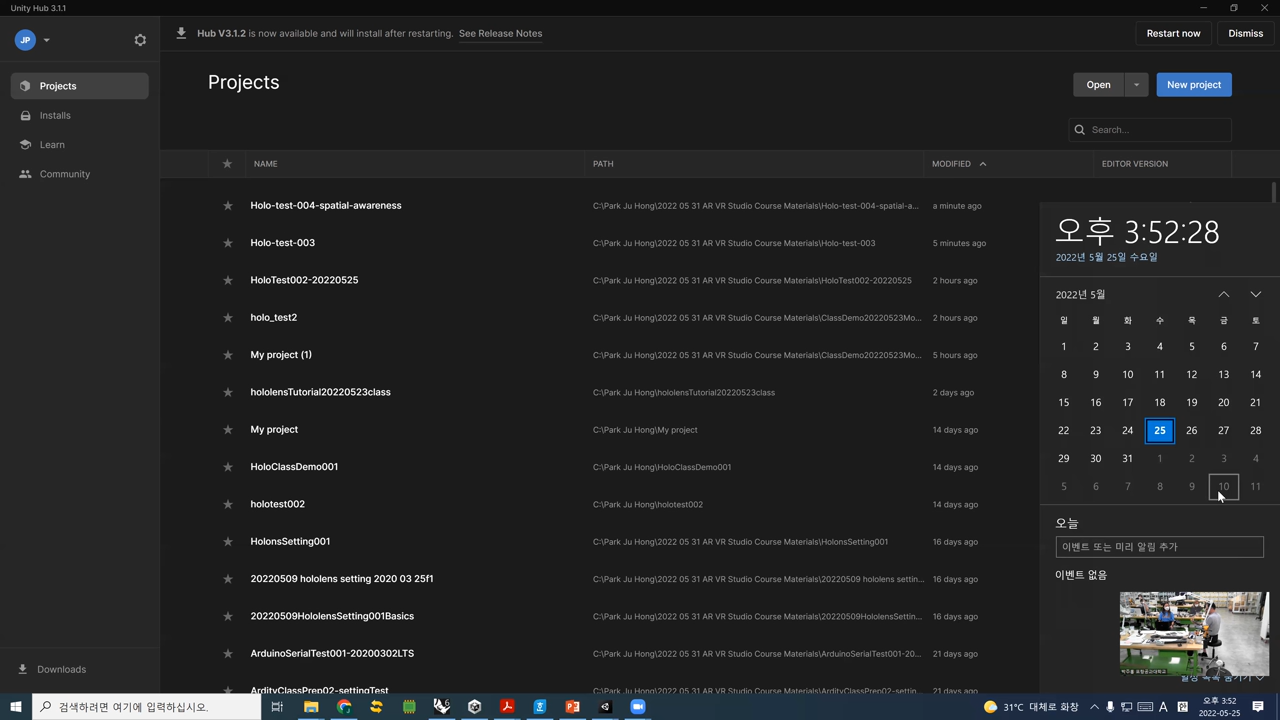 Unity Hub 3.1.1
JP
Hub V3.1.2 is now available and will install after restarting. See Release Notes
Restart now
Dismiss
Projects
Installs
Learn
Community
Downloads
Projects
Open
New project
Search...
NAME PATH MODIFIED EDITOR VERSION
Holo-test-004-spatial-awareness C:\Park Ju Hong\2022 05 31 AR VR Studio Course Materials\Holo-test-004-spatial-a... a minute ago
Holo-test-003 C:\Park Ju Hong\2022 05 31 AR VR Studio Course Materials\Holo-test-003 5 minutes ago
HoloTest002-20220525 C:\Park Ju Hong\2022 05 31 AR VR Studio Course Materials\HoloTest002-20220525 2 hours ago
holo_test2 C:\Park Ju Hong\2022 05 31 AR VR Studio Course Materials\ClassDemo20220523Mo... 2 hours ago
My project (1) C:\Park Ju Hong\2022 05 31 AR VR Studio Course Materials\ClassDemo20220523Mo... 5 hours ago
hololensTutorial20220523class C:\Park Ju Hong\hololensTutorial20220523class 2 days ago
My project C:\Park Ju Hong\My project 14 days ago
HoloClassDemo001 C:\Park Ju Hong\HoloClassDemo001 14 days ago
holotest002 C:\Park Ju Hong\holotest002 14 days ago
HolonsSetting001 C:\Park Ju Hong\2022 05 31 AR VR Studio Course Materials\HolonsSetting001 16 days ago
20220509 hololens setting 2020 03 25f1 C:\Park Ju Hong\2022 05 31 AR VR Studio Course Materials\20220509 hololens settin... 16 days ago
20220509HololensSetting001Basics C:\Park Ju Hong\2022 05 31 AR VR Studio Course Materials\20220509HololensSettin... 16 days ago
ArduinoSerialTest001-20200302LTS C:\Park Ju Hong\2022 05 31 AR VR Studio Course Materials\ArduinoSerialTest001-20... 21 days ago
ArdityClassPrep02-settingTest C:\Park Ju Hong\2022 05 31 AR VR Studio Course Materials\ArdityClassPrep02-settin... 21 days ago
오후 3:52:28
2022년 5월 25일 수요일
2022년 5월
일 월 화 수 목 금 토
1 2 3 4 5 6 7
8 9 10 11 12 13 14
15 16 17 18 19 20 21
22 23 24 25 26 27 28
29 30 31 1 2 3 4
5 6 7 8 9 10 11
오늘
이벤트 또는 미리 알림 추가
이벤트 없음
검색하려면 여기에 입력하십시오.
31°C 대체로 화창
A
오후 3:52
2022-05-25